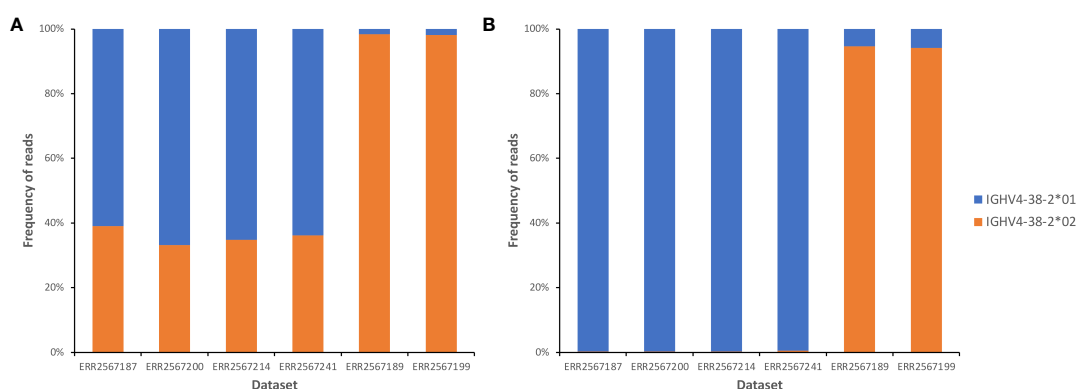 A
Frequency of reads
100%
80%
60%
40%
20%
0%
ERR2567187 ERR2567200 ERR2567214 ERR2567241 ERR2567189 ERR2567199
Dataset
B
Frequency of reads
100%
80%
60%
40%
20%
0%
ERR2567187 ERR2567200 ERR2567214 ERR2567241 ERR2567189 ERR2567199
Dataset
IGHV4-38-2*01
IGHV4-38-2*02